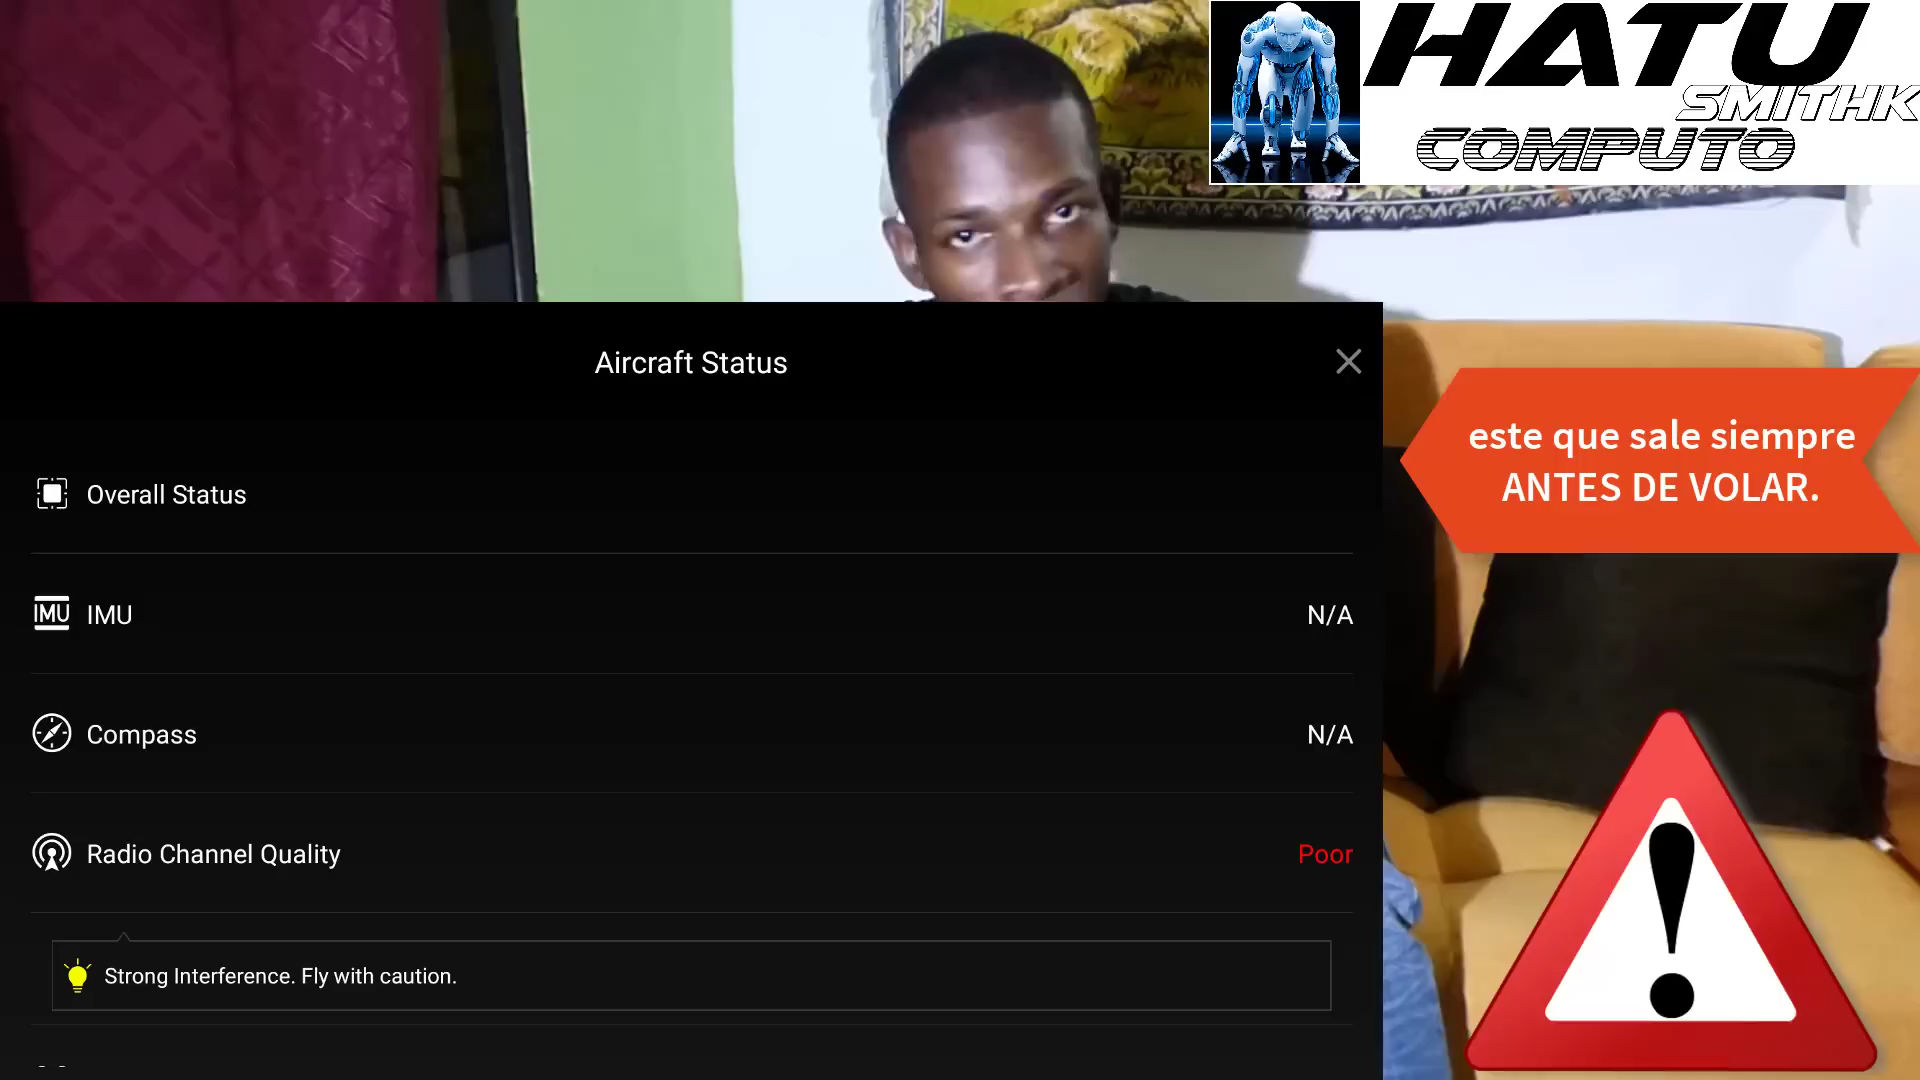 HATU
SMITHK
COMPUTO
Aircraft Status
este que sale siempre
ANTES DE VOLAR.
Overall Status
IMU IMU N/A
Compass N/A
Radio Channel Quality Poor
Strong Interference. Fly with caution.